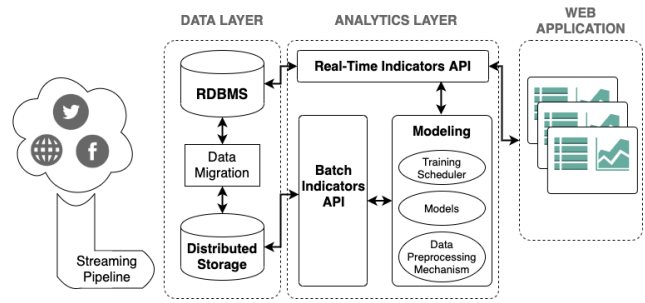 DATA LAYER
ANALYTICS LAYER
WEB
APPLICATION
RDBMS
Real-Time Indicators API
Data
Migration
Batch
Indicators
API
Modeling
Training
Scheduler
Models
Data
Preprocessing
Mechanism
Distributed
Storage
Streaming
Pipeline